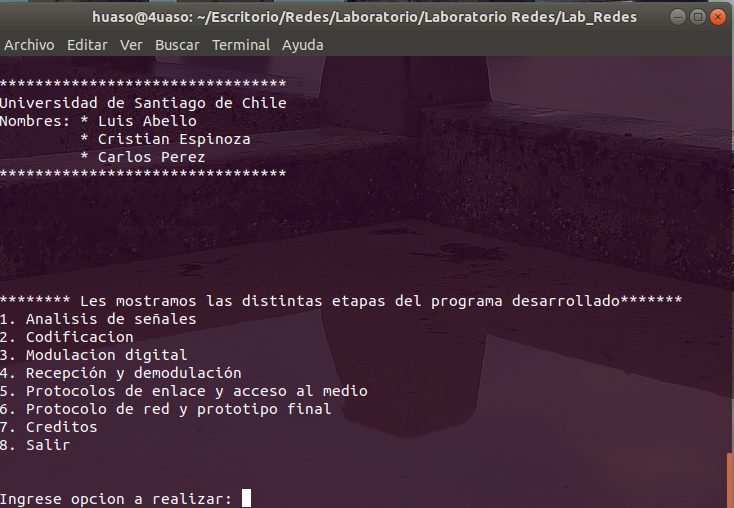 huaso@4uaso: ~/Escritorio/Redes/Laboratorio/Laboratorio Redes/Lab_Redes
Archivo Editar Ver Buscar Terminal Ayuda
********************************
Universidad de Santiago de Chile
Nombres: * Luis Abello
* Cristian Espinoza
* Carlos Perez
********************************
******** Les mostramos las distintas etapas del programa desarrollado*******
1. Analisis de señales
2. Codificacion
3. Modulacion digital
4. Recepción y demodulación
5. Protocolos de enlace y acceso al medio
6. Protocolo de red y prototipo final
7. Creditos
8. Salir
Ingrese opcion a realizar: